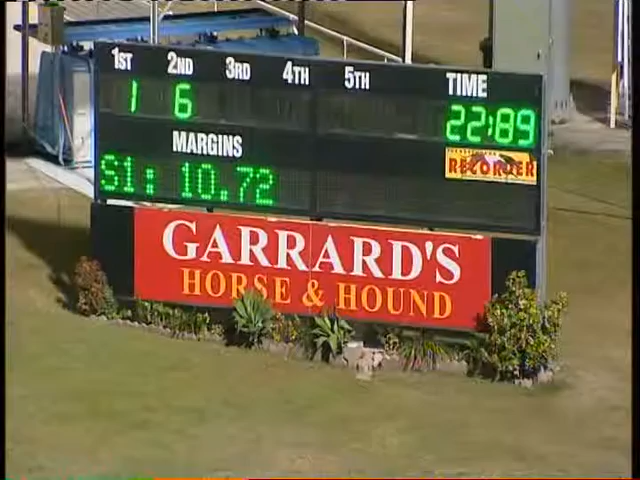 1ST 2ND 3RD 4TH 5TH TIME
1 6 22:89
MARGINS
S1: 10.72
RECORDER
GARRARD'S
HORSE & HOUND